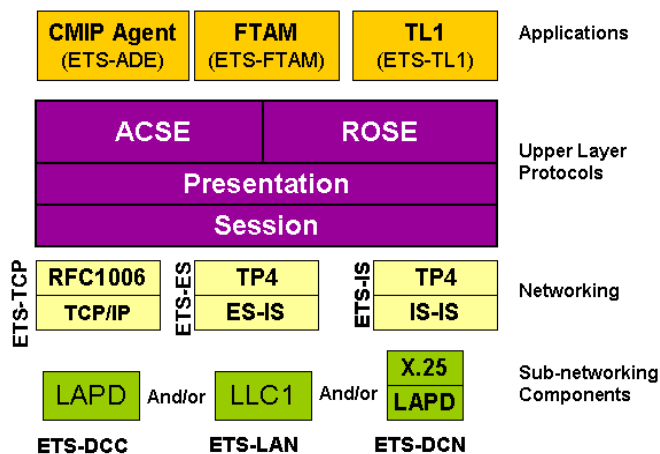 CMIP Agent
(ETS-ADE)
FTAM
(ETS-FTAM)
TL1
(ETS-TL1)
Applications
ACSE
ROSE
Presentation
Session
Upper Layer
Protocols
ETS-TCP
RFC1006
TCP/IP
ETS-ES
TP4
ES-IS
ETS-IS
TP4
IS-IS
Networking
LAPD
And/or
LLC1
And/or
X.25
LAPD
Sub-networking
Components
ETS-DCC
ETS-LAN
ETS-DCN